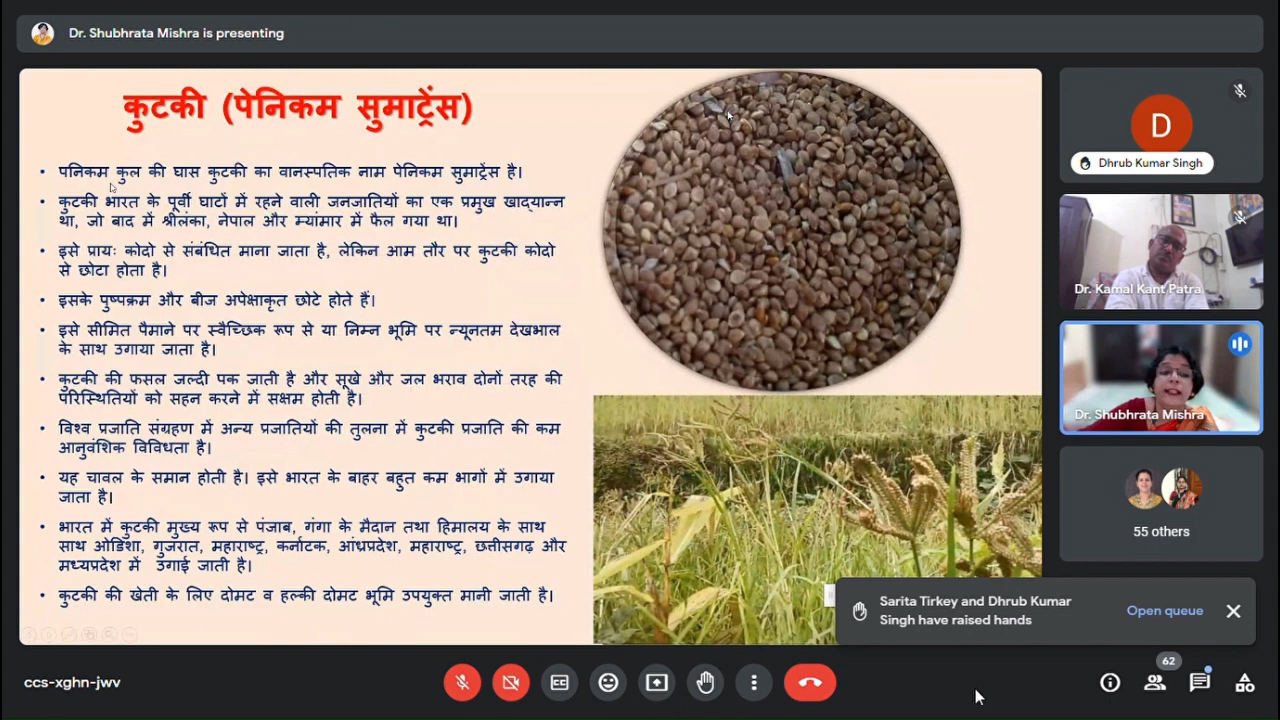 Dr. Shubhrata Mishra is presenting
कुटकी (पेनिकम सुमाट्रेंस)
• पनिकम कुल की घास कुटकी का वानस्पतिक नाम पेनिकम सुमाट्रेंस है।
• कुटकी भारत के पूर्वी घाटों में रहने वाली जनजातियों का एक प्रमुख खाद्यान्न
था, जो बाद में श्रीलंका, नेपाल और म्यांमार में फैल गया था।
• इसे प्रायः कोदो से संबंधित माना जाता है, लेकिन आम तौर पर कुटकी कोदो
से छोटा होता है।
• इसके पुष्पक्रम और बीज अपेक्षाकृत छोटे होते हैं।
• इसे सीमित पैमाने पर स्वैच्छिक रूप से या निम्न भूमि पर न्यूनतम देखभाल
के साथ उगाया जाता है।
• कुटकी की फसल जल्दी पक जाती है और सूखे और जल भराव दोनों तरह की
परिस्थितियों को सहन करने में सक्षम होती है।
• विश्व प्रजाति संग्रहण में अन्य प्रजातियों की तुलना में कुटकी प्रजाति की कम
आनुवंशिक विविधता है।
• यह चावल के समान होती है। इसे भारत के बाहर बहुत कम भागों में उगाया
जाता है।
• भारत में कुटकी मुख्य रूप से पंजाब, गंगा के मैदान तथा हिमालय के साथ
साथ ओडिशा, गुजरात, महाराष्ट्र, कर्नाटक, आंध्रप्रदेश, महाराष्ट्र, छत्तीसगढ़ और
मध्यप्रदेश में उगाई जाती है।
• कुटकी की खेती के लिए दोमट व हल्की दोमट भूमि उपयुक्त मानी जाती है।
D
Dhrub Kumar Singh
Dr. Kamal Kant Patra
Dr. Shubhrata Mishra
55 others
Sarita Tirkey and Dhrub Kumar
Singh have raised hands
Open queue
ccs-xghn-jwv
CC
62